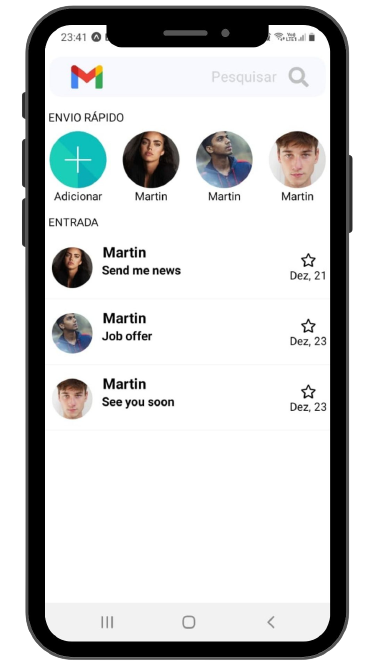 23:41
Pesquisar
ENVIO RÁPIDO
Adicionar Martin Martin Martin
ENTRADA
Martin
Send me news
Dez, 21
Martin
Job offer
Dez, 23
Martin
See you soon
Dez, 23